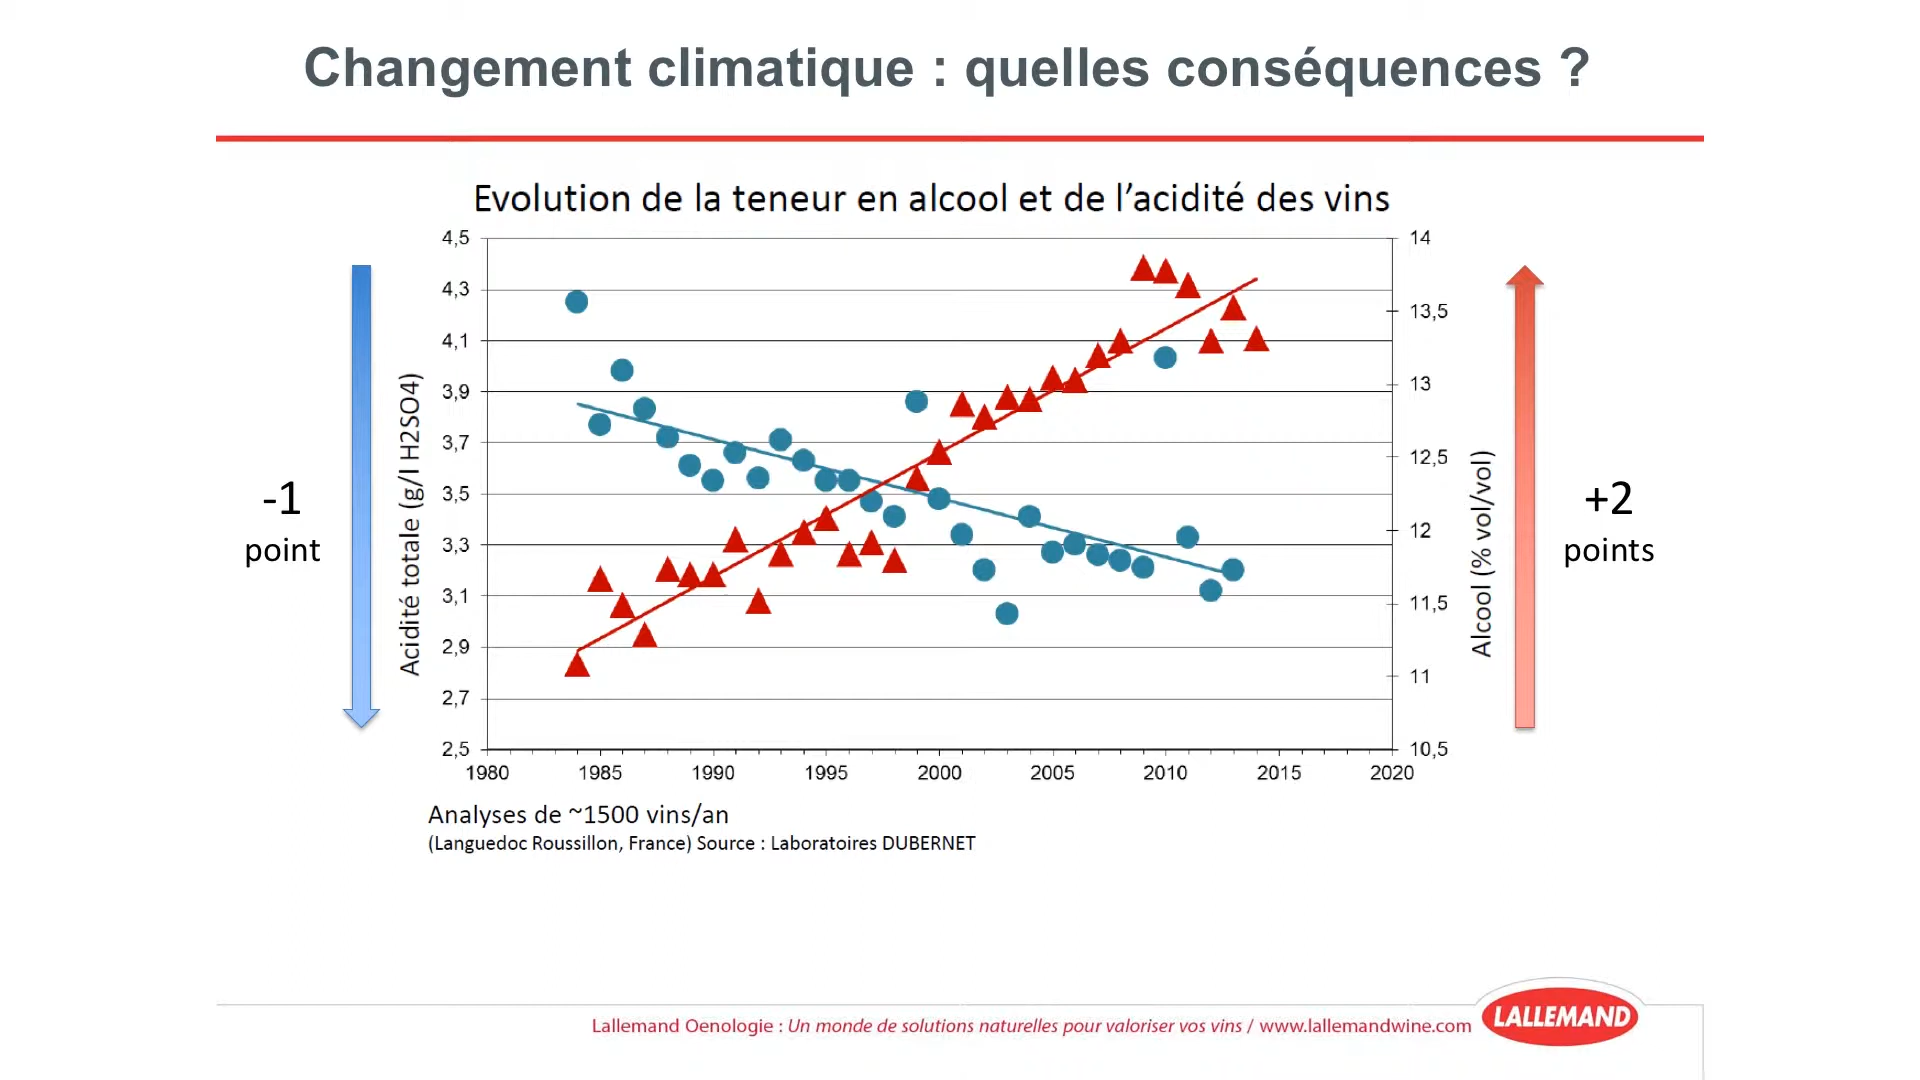 Changement climatique : quelles conséquences ?
Evolution de la teneur en alcool et de l’acidité des vins
4,5
4,3
4,1
3,9
3,7
3,5
3,3
3,1
2,9
2,7
2,5
14
13,5
13
12,5
12
11,5
11
10,5
1980 1985 1990 1995 2000 2005 2010 2015 2020
Acidité totale (g/l H2SO4)
Alcool (% vol/vol)
-1
point
+2
points
Analyses de ~1500 vins/an
(Languedoc Roussillon, France) Source : Laboratoires DUBERNET
Lallemand Oenologie : Un monde de solutions naturelles pour valoriser vos vins / www.lallemandwine.com
LALLEMAND